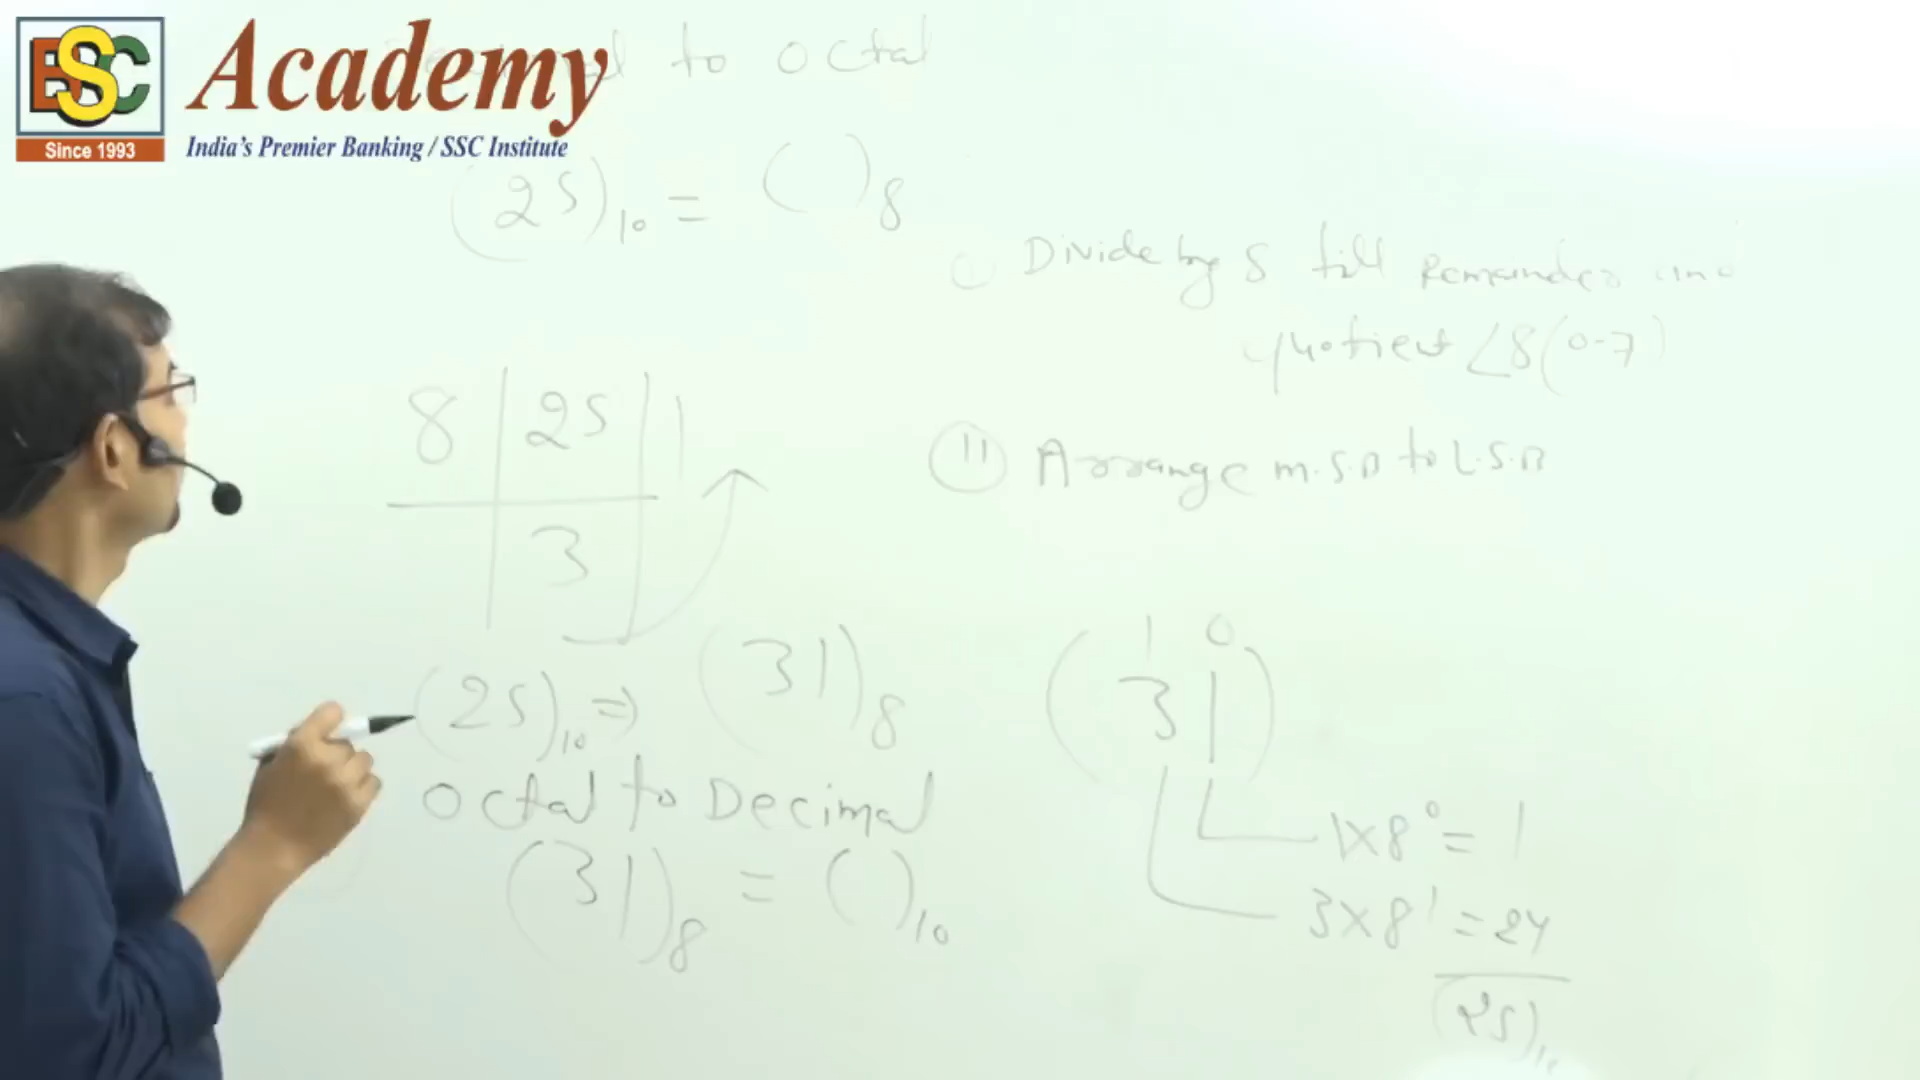 BSC Academy
Since 1993
India's Premier Banking / SSC Institute
to Octal
(25)10 = ( )8
(I) Divide by 8 till Remainder and
quotient <8 (0-7)
(II) Arrange M.S.D to L.S.D
8 | 25 | 1
3
(25)10 => (31)8
1 0
(31)
Octal to Decimal
1x8⁰ = 1
(31)8 = ( )10
3x8¹ = 24
(25)10